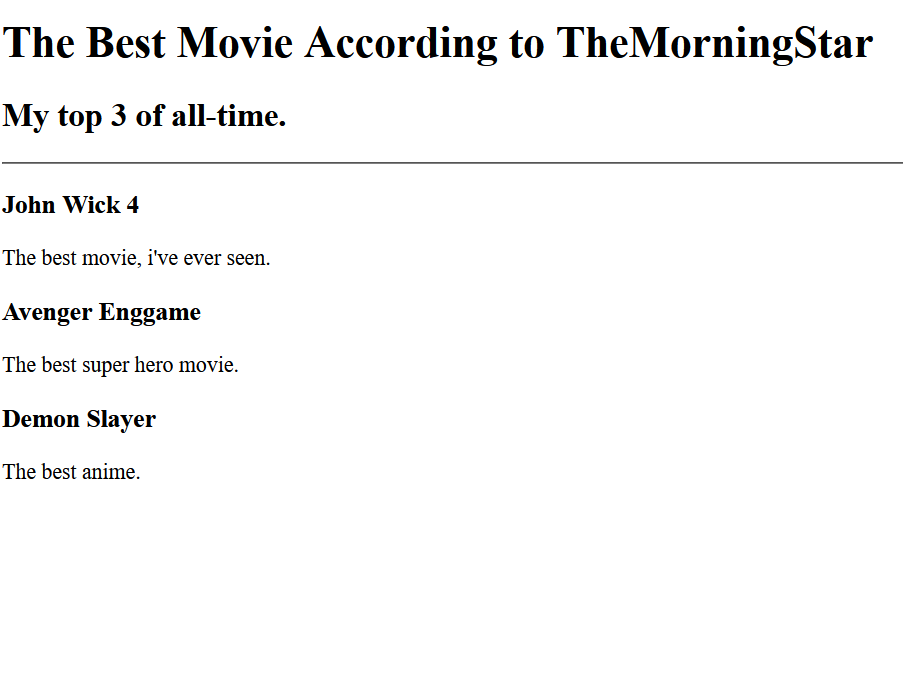 The Best Movie According to TheMorningStar
My top 3 of all-time.
John Wick 4
The best movie, i've ever seen.
Avenger Enggame
The best super hero movie.
Demon Slayer
The best anime.